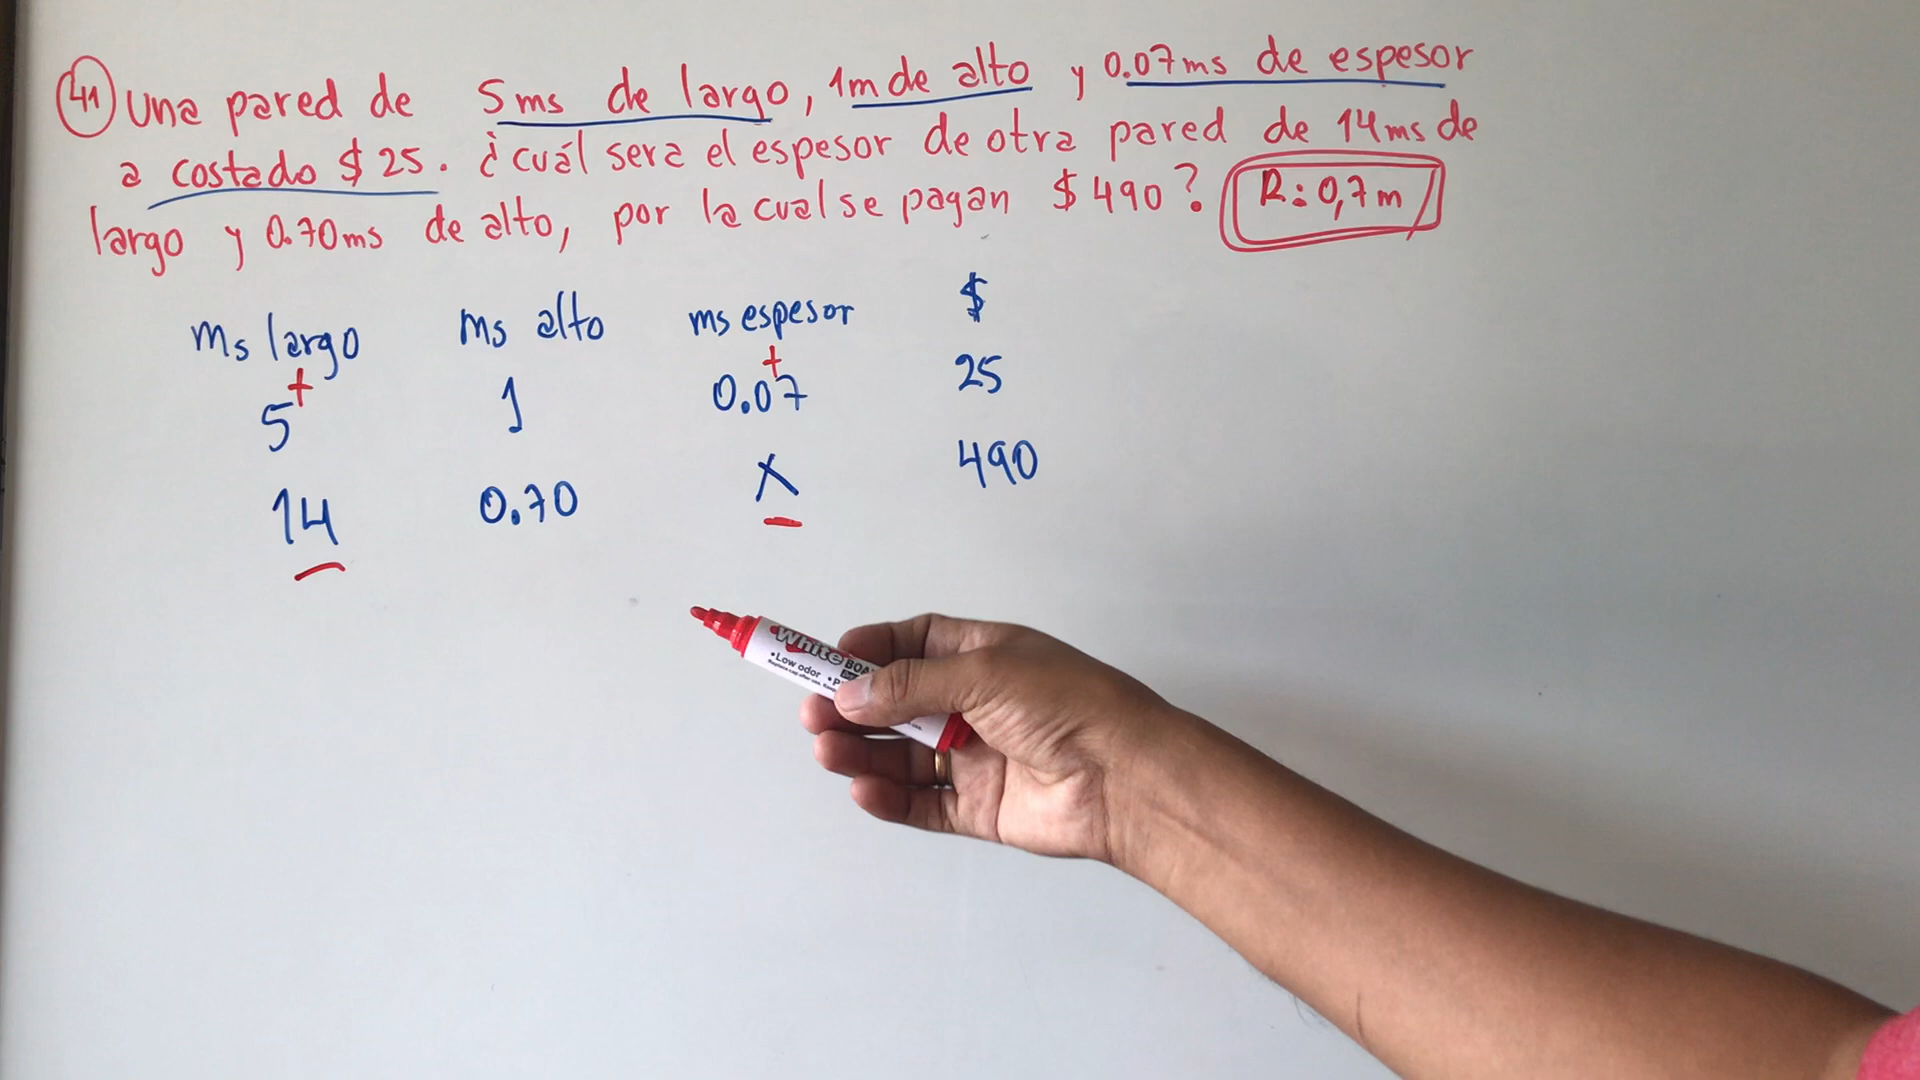 41 Una pared de 5ms de largo, 1m de alto y 0.07ms de espesor
a costado $25. ¿cuál sera el espesor de otra pared de 14ms de
largo y 0.70ms de alto, por la cual se pagan $490? R: 0,7m
ms largo ms alto ms espesor $
+ +
5 1 0.07 25
14 0.70 X 490
White BOA
•Low odor •P